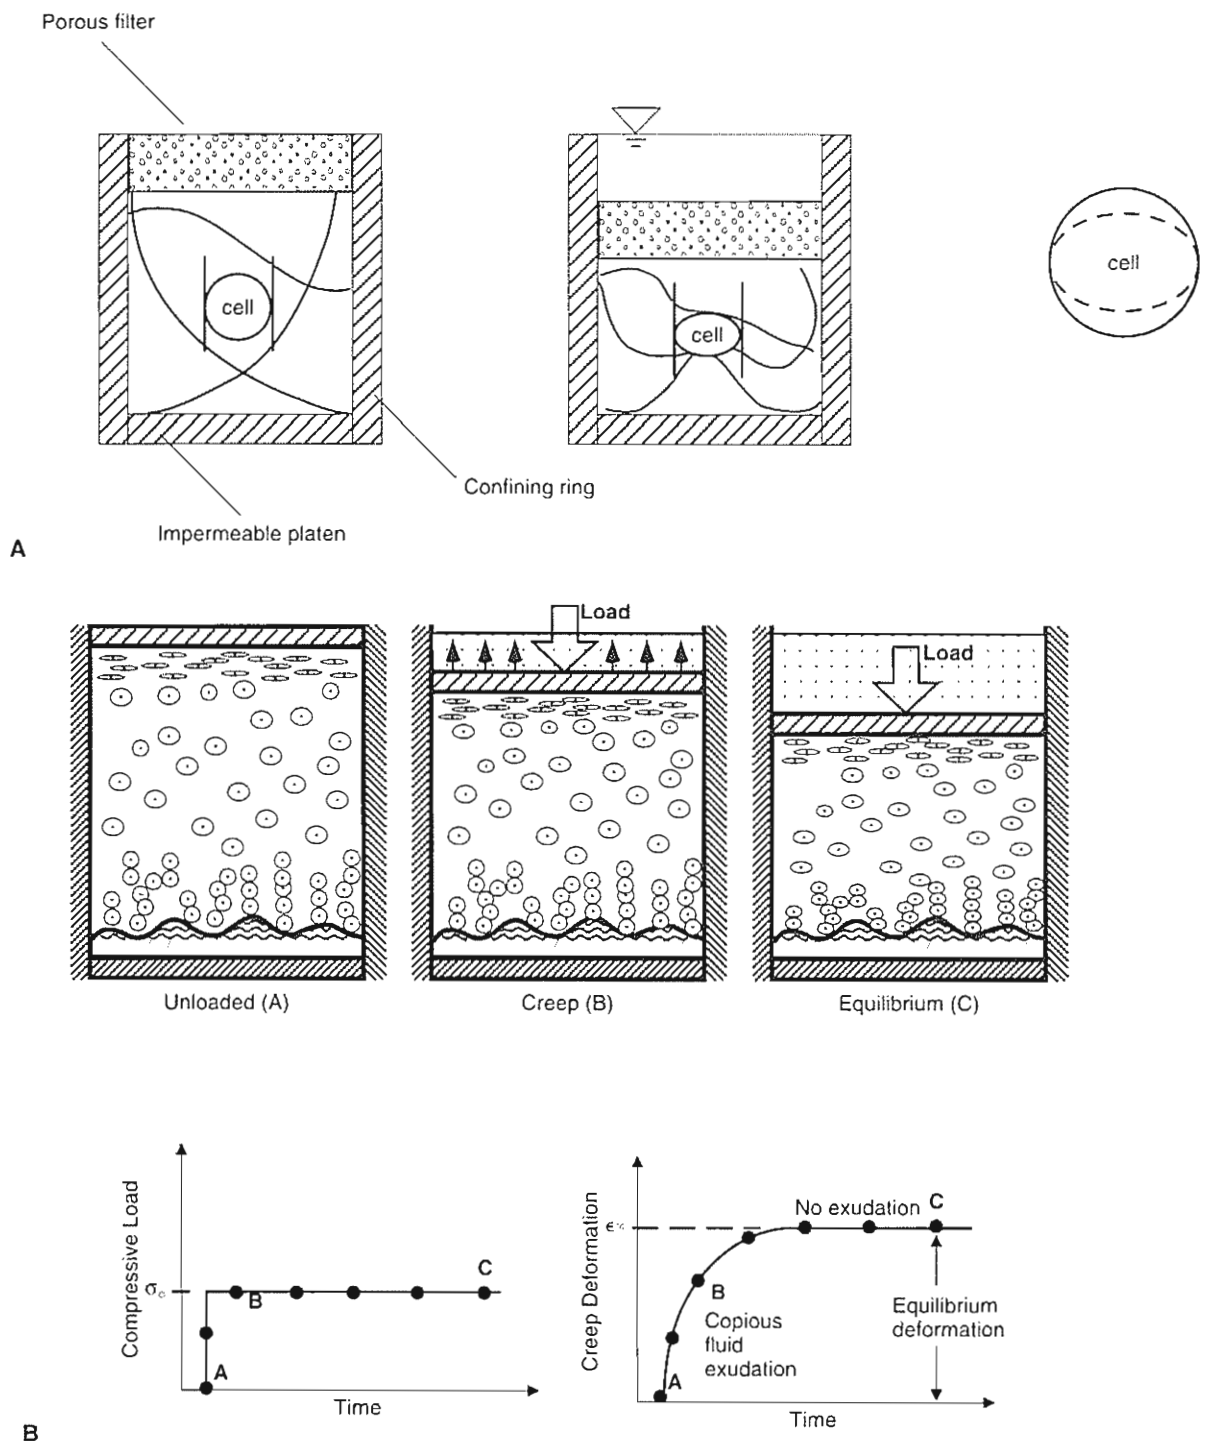 Porous filter
cell
cell
cell
Confining ring
Impermeable platen
A
Load
Load
Unloaded (A)
Creep (B)
Equilibrium (C)
Compressive Load
σo
A
B
C
Time
Creep Deformation
ϵ∞
No exudation
C
B
Copious
fluid
exudation
A
Equilibrium
deformation
Time
B